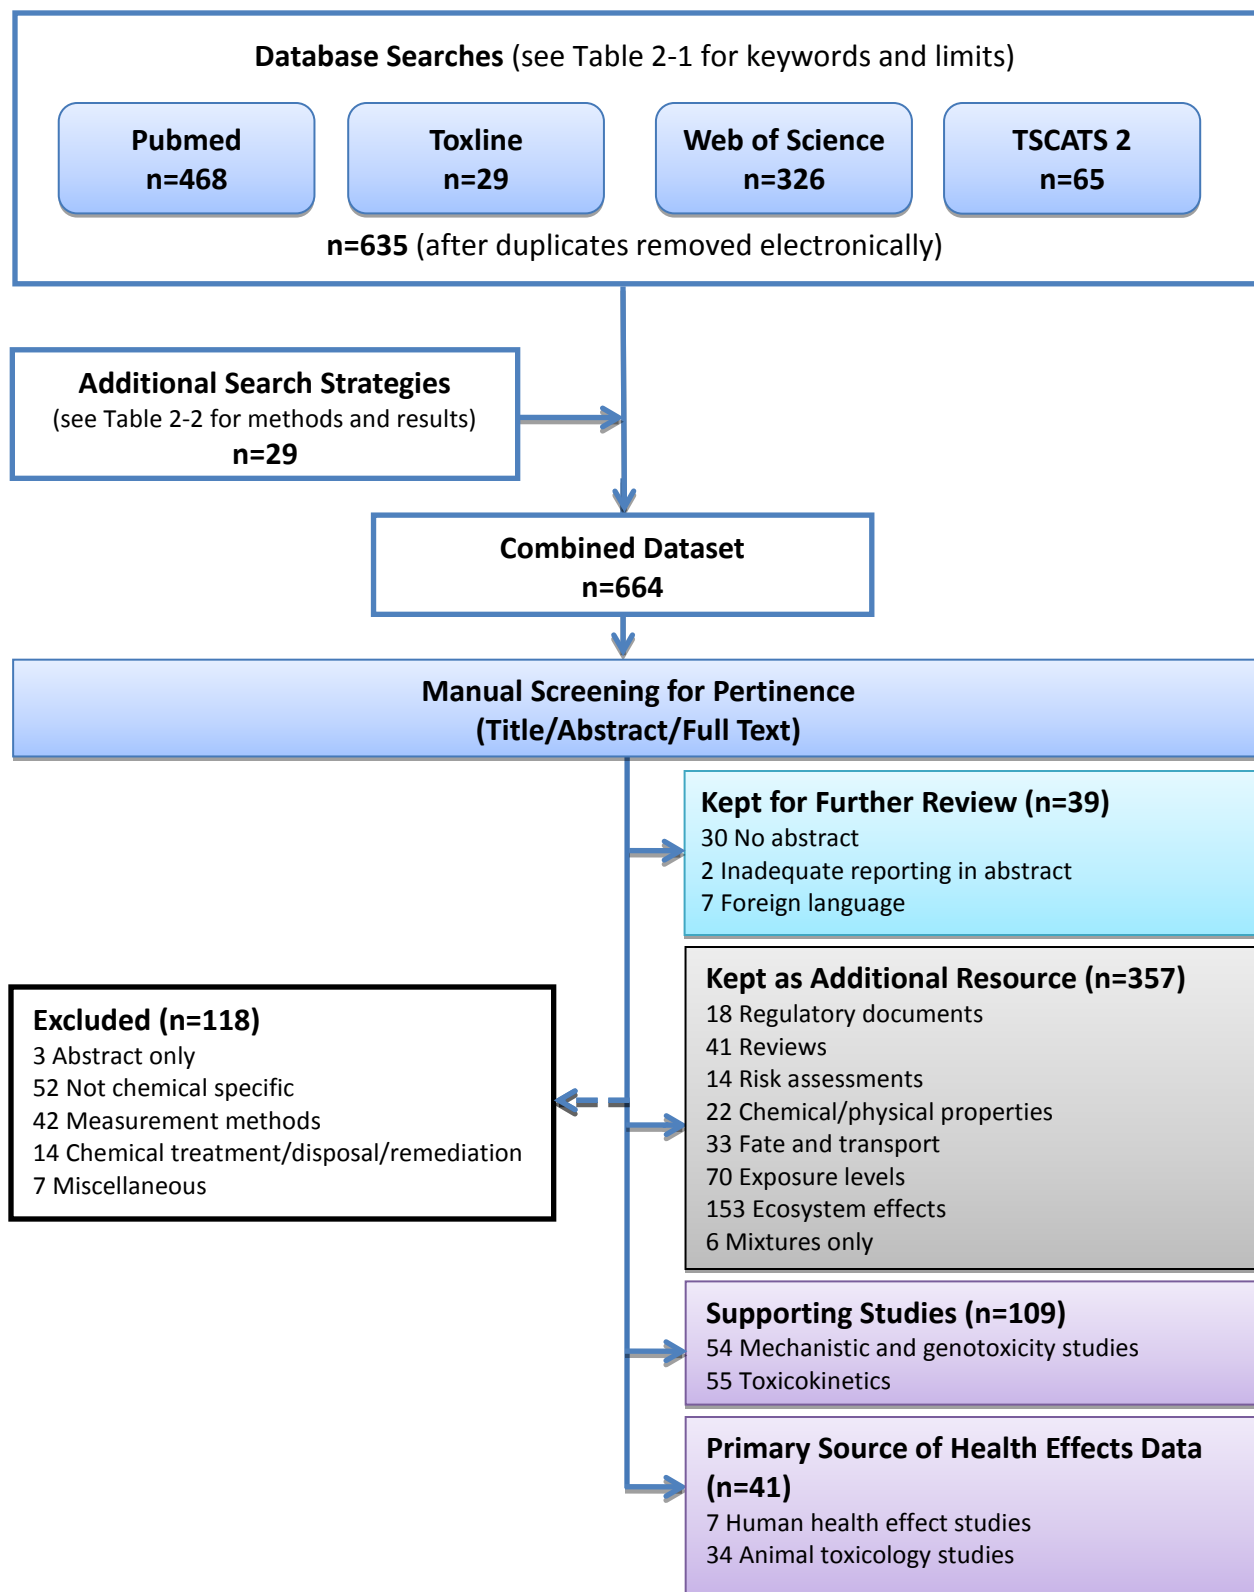 Database Searches (see Table 2-1 for keywords and limits)
Pubmed
n=468
Toxline
n=29
Web of Science
n=326
TSCATS 2
n=65
n=635 (after duplicates removed electronically)
Additional Search Strategies
(see Table 2-2 for methods and results)
n=29
Combined Dataset
n=664
Manual Screening for Pertinence
(Title/Abstract/Full Text)
Kept for Further Review (n=39)
30 No abstract
2 Inadequate reporting in abstract
7 Foreign language
Excluded (n=118)
3 Abstract only
52 Not chemical specific
42 Measurement methods
14 Chemical treatment/disposal/remediation
7 Miscellaneous
Kept as Additional Resource (n=357)
18 Regulatory documents
41 Reviews
14 Risk assessments
22 Chemical/physical properties
33 Fate and transport
70 Exposure levels
153 Ecosystem effects
6 Mixtures only
Supporting Studies (n=109)
54 Mechanistic and genotoxicity studies
55 Toxicokinetics
Primary Source of Health Effects Data
(n=41)
7 Human health effect studies
34 Animal toxicology studies